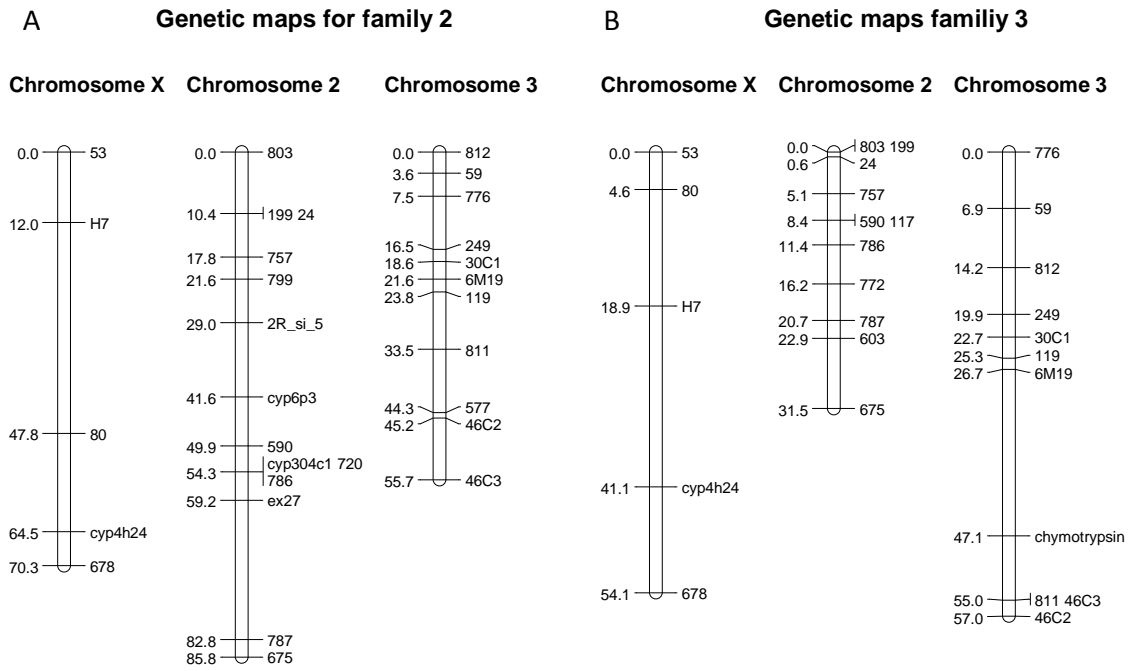 A
Genetic maps for family 2
Chromosome X
0.0 53
12.0 H7
47.8 80
64.5 cyp4h24
70.3 678
Chromosome 2
0.0 803
10.4 199 24
17.8 757
21.6 799
29.0 2R_si_5
41.6 cyp6p3
49.9 590
cyp304c1 720
54.3
786
59.2 ex27
82.8 787
85.8 675
Chromosome 3
0.0 812
3.6 59
7.5 776
16.5 249
18.6 30C1
21.6 6M19
23.8 119
33.5 811
44.3 577
45.2 46C2
55.7 46C3
B
Genetic maps familiy 3
Chromosome X
0.0 53
4.6 80
18.9 H7
41.1 cyp4h24
54.1 678
Chromosome 2
0.0 803 199
0.6 24
5.1 757
8.4 590 117
11.4 786
16.2 772
20.7 787
22.9 603
31.5 675
Chromosome 3
0.0 776
6.9 59
14.2 812
19.9 249
22.7 30C1
25.3 119
26.7 6M19
47.1 chymotrypsin
55.0 811 46C3
57.0 46C2